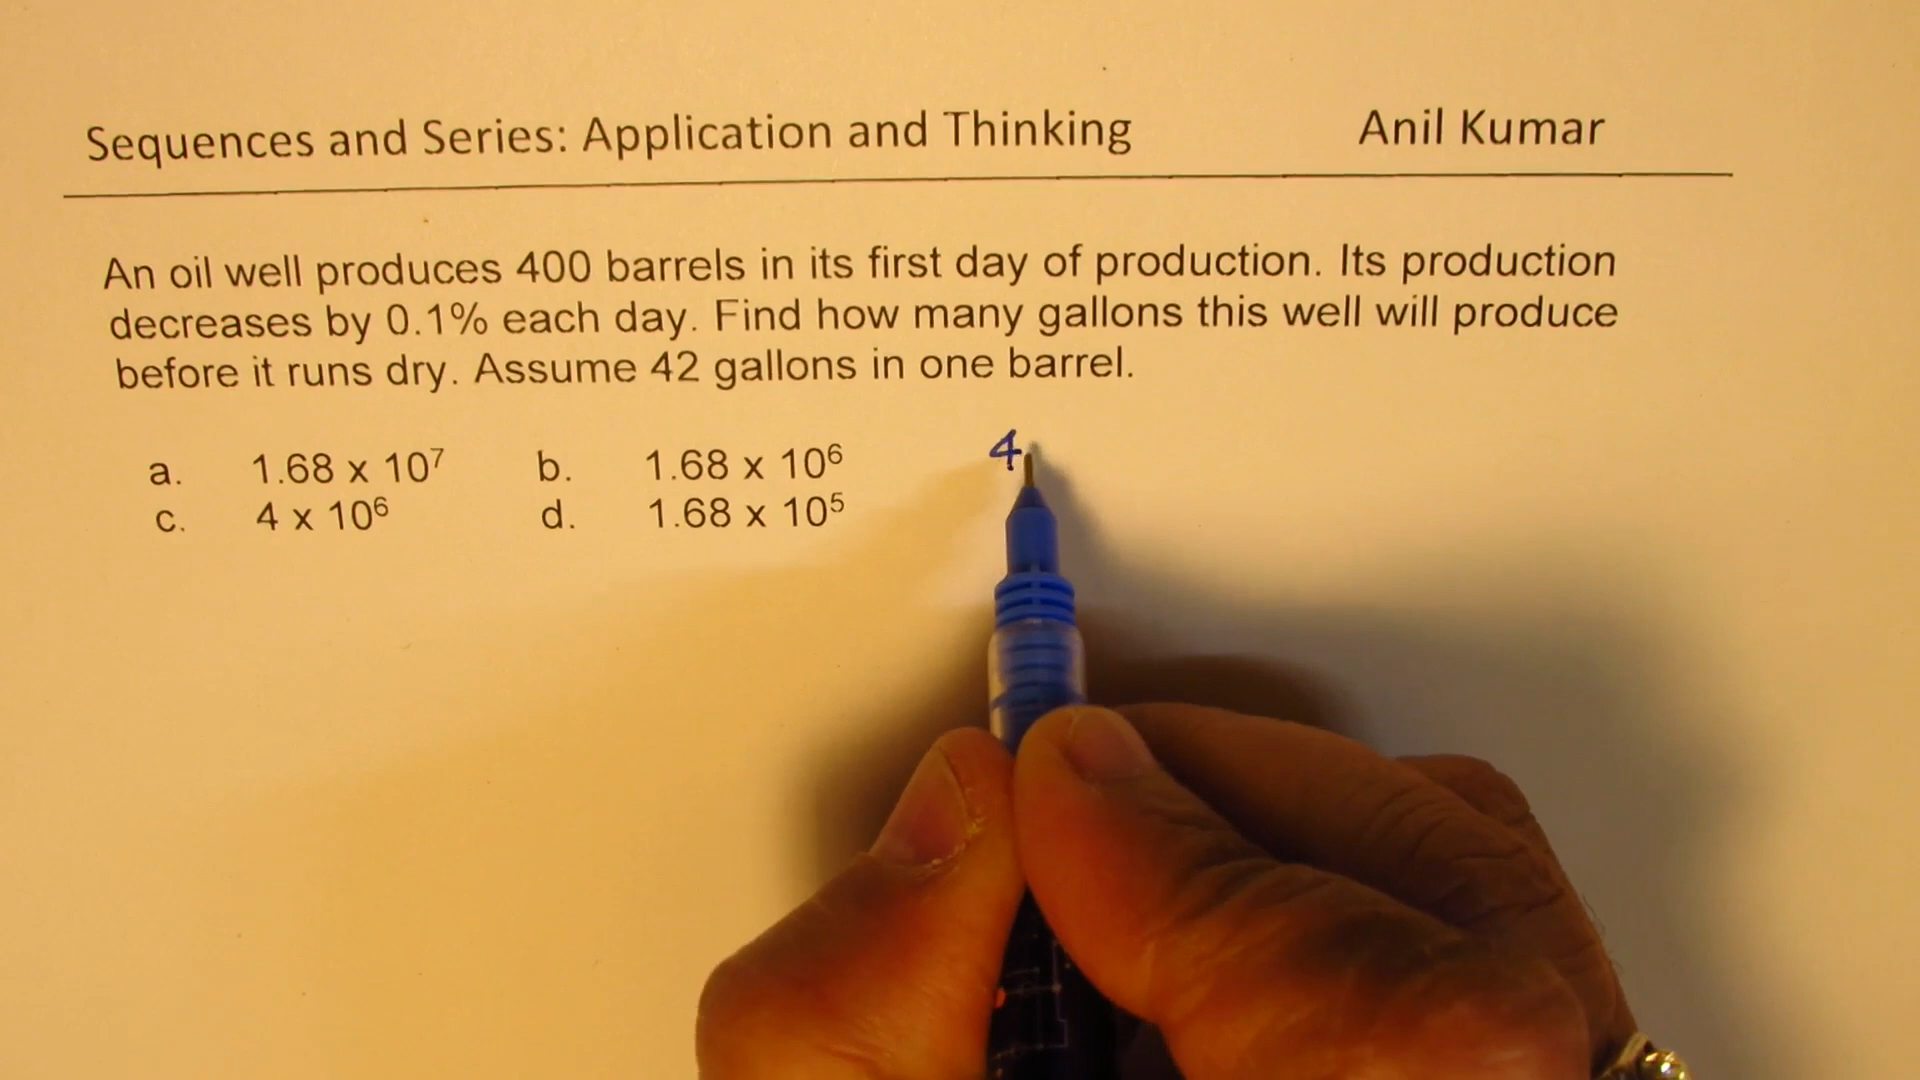 Sequences and Series: Application and Thinking Anil Kumar
An oil well produces 400 barrels in its first day of production. Its production
decreases by 0.1% each day. Find how many gallons this well will produce
before it runs dry. Assume 42 gallons in one barrel.
a. 1.68 x 10⁷ b. 1.68 x 10⁶ 4
c. 4 x 10⁶ d. 1.68 x 10⁵